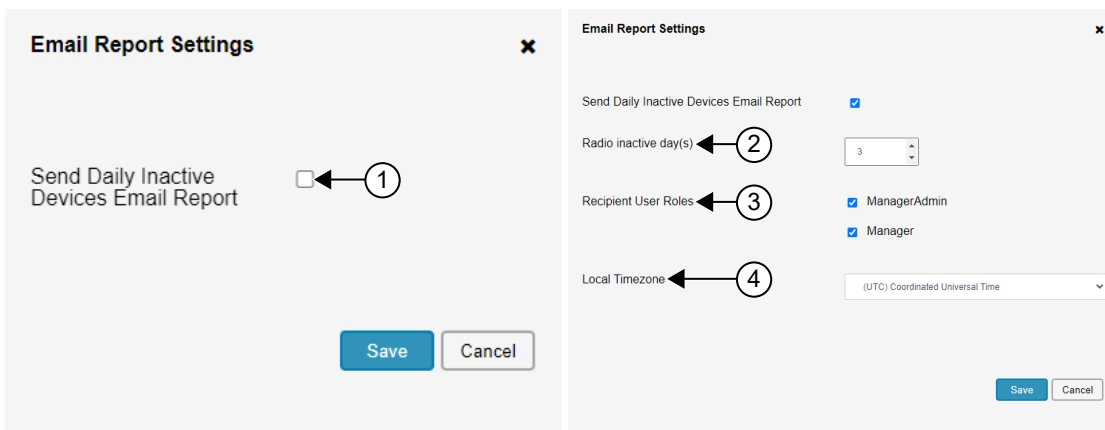 Email Report Settings
Send Daily Inactive
Devices Email Report
1
Save
Cancel
Email Report Settings
Send Daily Inactive Devices Email Report
Radio inactive day(s)
2
3
Recipient User Roles
3
ManagerAdmin
Manager
Local Timezone
4
(UTC) Coordinated Universal Time
Save
Cancel